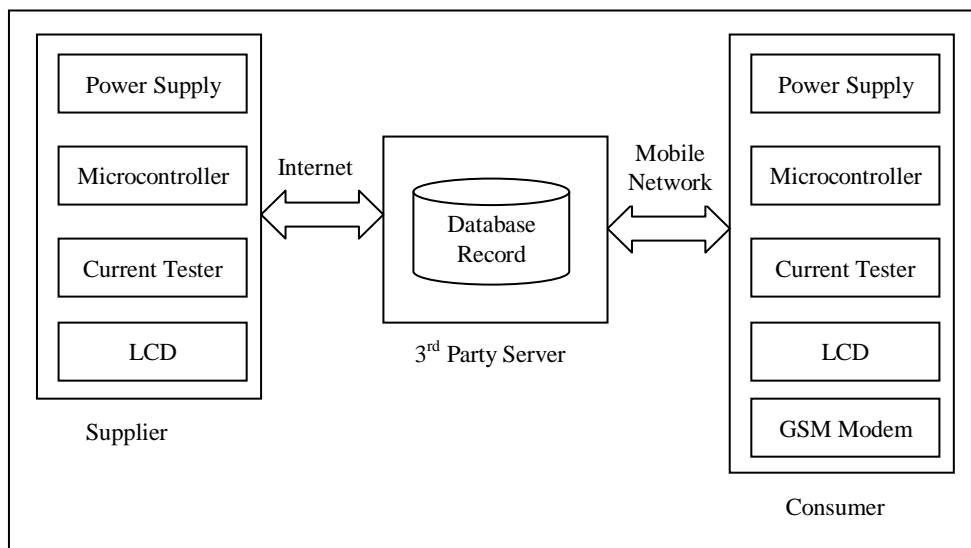 Power Supply
Microcontroller
Current Tester
LCD
Supplier
Internet
Database
Record
3rd Party Server
Mobile
Network
Power Supply
Microcontroller
Current Tester
LCD
GSM Modem
Consumer